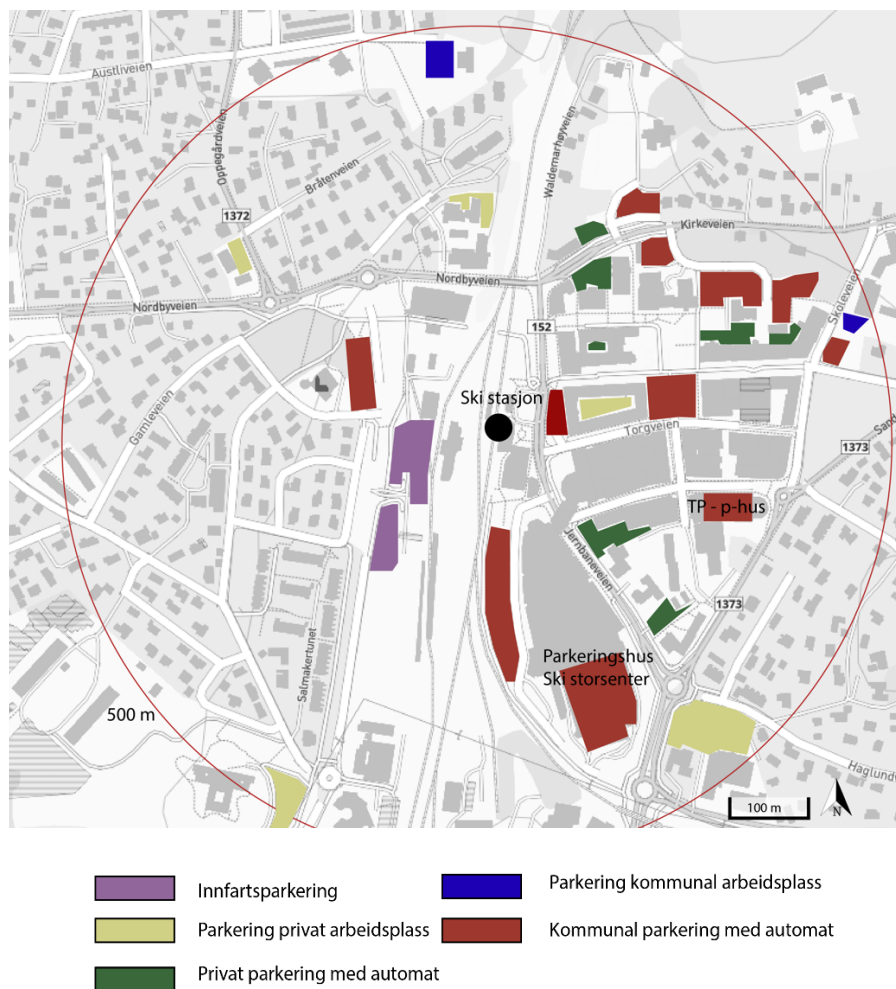 Austliveien
Oppegårdveien
Waldemarhøyveien
Bråtenveien
1372
Kirkeveien
Nordbyveien
Nordbyveien
Skoleveien
152
Ski stasjon
Gamleveien
Torgveien
1373
Sand
TP - p-hus
Jernbaneveien
1373
Salmakertunet
Parkeringshus
Ski storsenter
500 m
Haglundv
100 m
N
Innfartsparkering
Parkering kommunal arbeidsplass
Parkering privat arbeidsplass
Kommunal parkering med automat
Privat parkering med automat